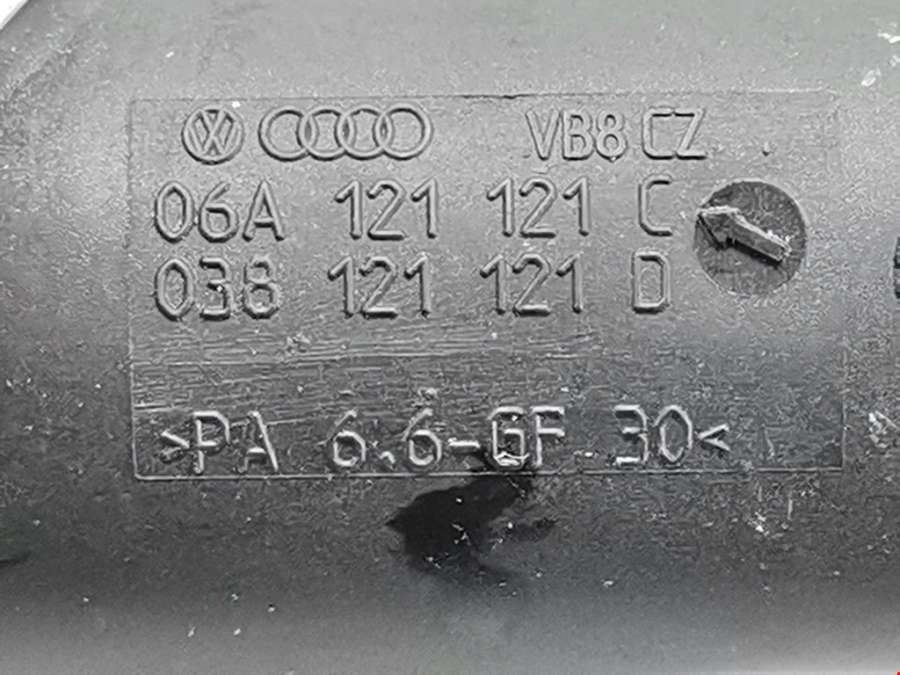 VB8 CZ
06A 121 121 C
038 121 121 D
>PA 6.6-GF 30<